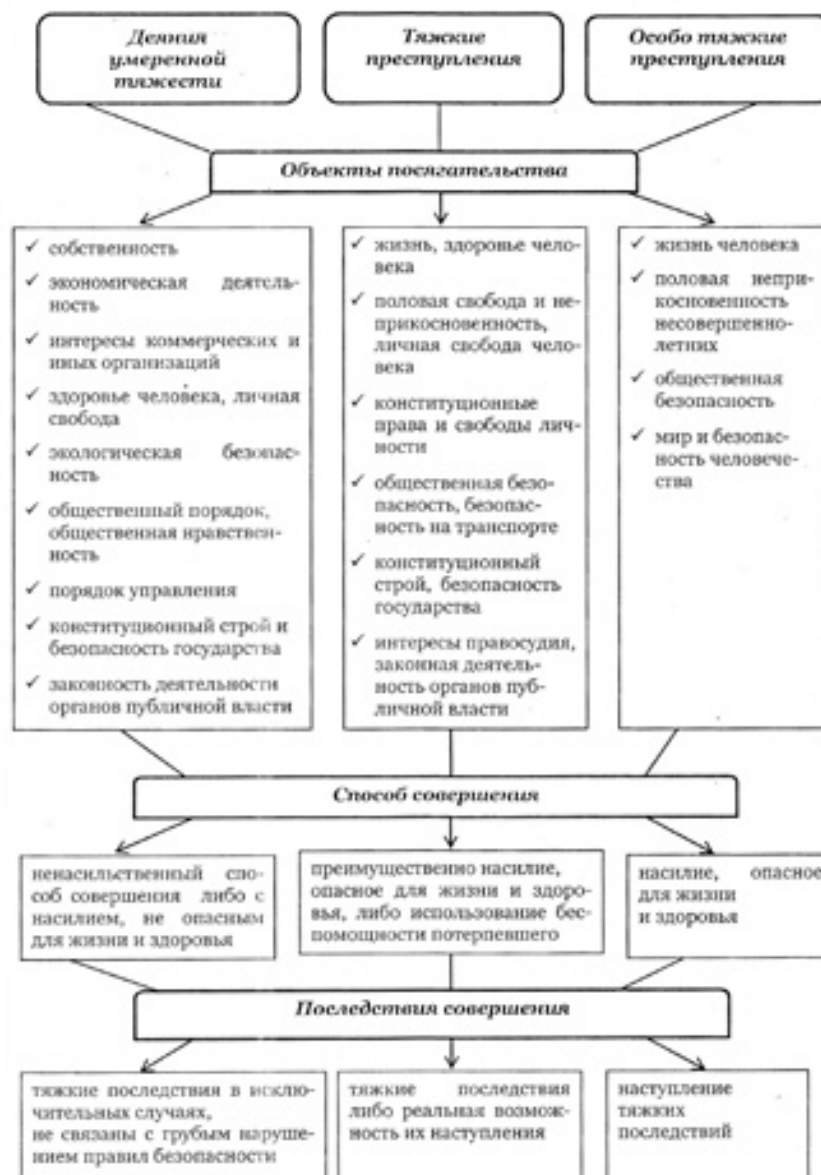 Деяния
умеренной
тяжести
Тяжкие
преступления
Особо тяжкие
преступления
Объекты посягательства
✓ собственность
✓ экономическая деятель-
ность
✓ интересы коммерческих и
иных организаций
✓ здоровье человека, личная
свобода
✓ экологическая безопас-
ность
✓ общественный порядок,
общественная нравствен-
ность
✓ порядок управления
✓ конституционный строй и
безопасность государства
✓ законность деятельности
органов публичной власти
✓ жизнь, здоровье чело-
века
✓ половая свобода и не-
прикосновенность,
личная свобода чело-
века
✓ конституционные
права и свободы лич-
ности
✓ общественная безо-
пасность, безопас-
ность на транспорте
✓ конституционный
строй, безопасность
государства
✓ интересы правосудия,
законная деятель-
ность органов пуб-
личной власти
✓ жизнь человека
✓ половая непри-
косновенность
несовершенно-
летних
✓ общественная
безопасность
✓ мир и безопас-
ность человече-
ства
Способ совершения
ненасильственный спо-
соб совершения либо с
насилием, не опасным
для жизни и здоровья
преимущественно насилие,
опасное для жизни и здоро-
вья, либо использование бес-
помощности потерпевшего
насилие, опасное
для жизни
и здоровья
Последствия совершения
тяжкие последствия в исклю-
чительных случаях,
не связаны с грубым наруше-
нием правил безопасности
тяжкие последствия
либо реальная возмож-
ность их наступления
наступление
тяжких
последствий